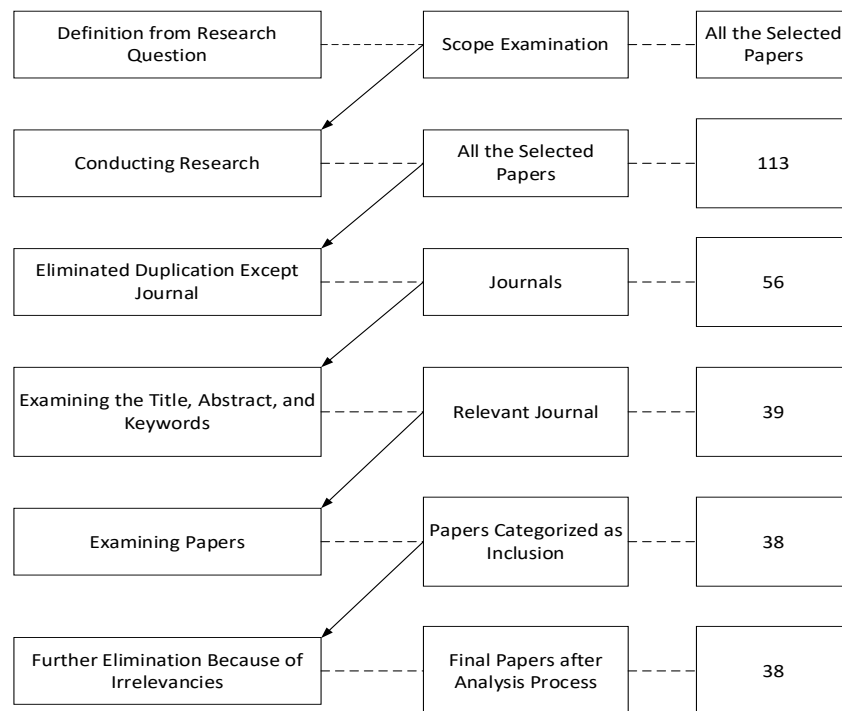 Definition from Research
Question
Scope Examination
All the Selected
Papers
Conducting Research
All the Selected
Papers
113
Eliminated Duplication Except
Journal
Journals
56
Examining the Title, Abstract, and
Keywords
Relevant Journal
39
Examining Papers
Papers Categorized as
Inclusion
38
Further Elimination Because of
Irrelevancies
Final Papers after
Analysis Process
38